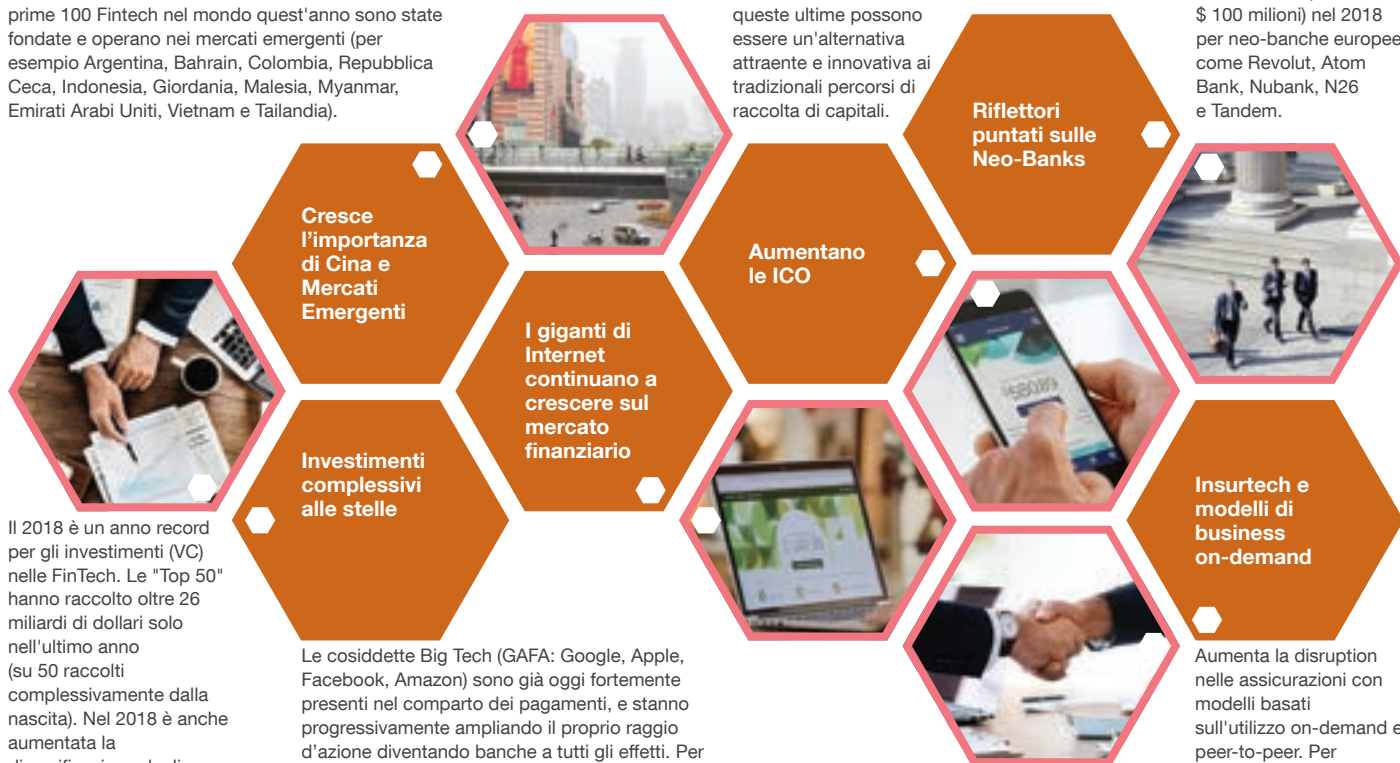 prime 100 Fintech nel mondo quest'anno sono state
fondate e operano nei mercati emergenti (per
esempio Argentina, Bahrain, Colombia, Repubblica
Ceca, Indonesia, Giordania, Malesia, Myanmar,
Emirati Arabi Uniti, Vietnam e Tailandia).
queste ultime possono
essere un'alternativa
attraente e innovativa ai
tradizionali percorsi di
raccolta di capitali.
$ 100 milioni) nel 2018
per neo-banche europee
come Revolut, Atom
Bank, Nubank, N26
e Tandem.
Cresce
l'importanza
di Cina e
Mercati
Emergenti
I giganti di
Internet
continuano a
crescere sul
mercato
finanziario
Aumentano
le ICO
Riflettori
puntati sulle
Neo-Banks
Investimenti
complessivi
alle stelle
Insurtech e
modelli di
business
on-demand
Il 2018 è un anno record
per gli investimenti (VC)
nelle FinTech. Le "Top 50"
hanno raccolto oltre 26
miliardi di dollari solo
nell'ultimo anno
(su 50 raccolti
complessivamente dalla
nascita). Nel 2018 è anche
aumentata la
Le cosiddette Big Tech (GAFA: Google, Apple,
Facebook, Amazon) sono già oggi fortemente
presenti nel comparto dei pagamenti, e stanno
progressivamente ampliando il proprio raggio
d'azione diventando banche a tutti gli effetti. Per
Aumenta la disruption
nelle assicurazioni con
modelli basati
sull'utilizzo on-demand e
peer-to-peer. Per